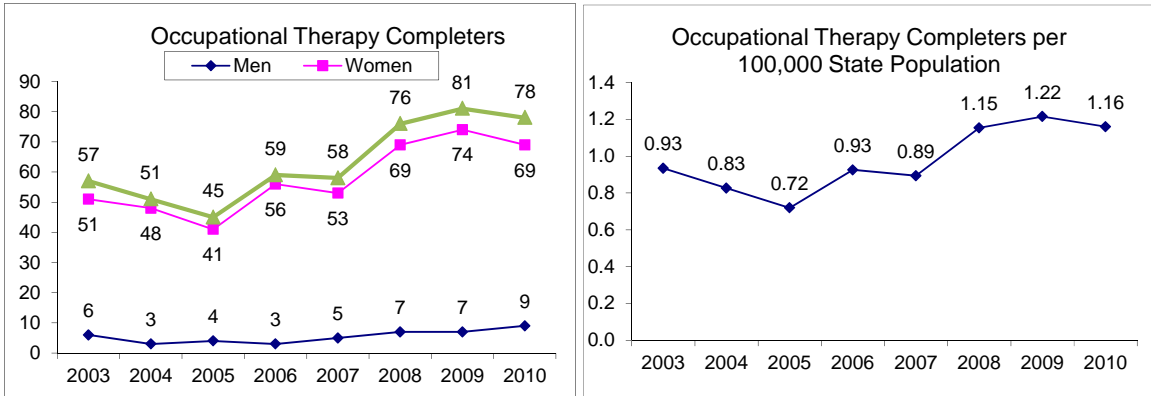 Occupational Therapy Completers
Men Women
90
80
70
60
50
40
30
20
10
0
57 51 45 59 58 76 81 78
51 48 41 56 53 69 74 69
6 3 4 3 5 7 7 9
2003 2004 2005 2006 2007 2008 2009 2010
Occupational Therapy Completers per
100,000 State Population
1.4
1.2
1.0
0.8
0.6
0.4
0.2
0.0
0.93 0.83 0.72 0.93 0.89 1.15 1.22 1.16
2003 2004 2005 2006 2007 2008 2009 2010